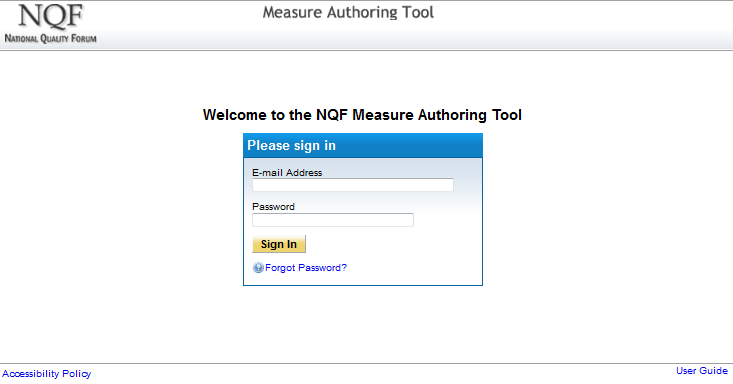 NQF
NATIONAL QUALITY FORUM
Measure Authoring Tool
Welcome to the NQF Measure Authoring Tool
Please sign in
E-mail Address
Password
Sign In
?Forgot Password?
Accessibility Policy
User Guide